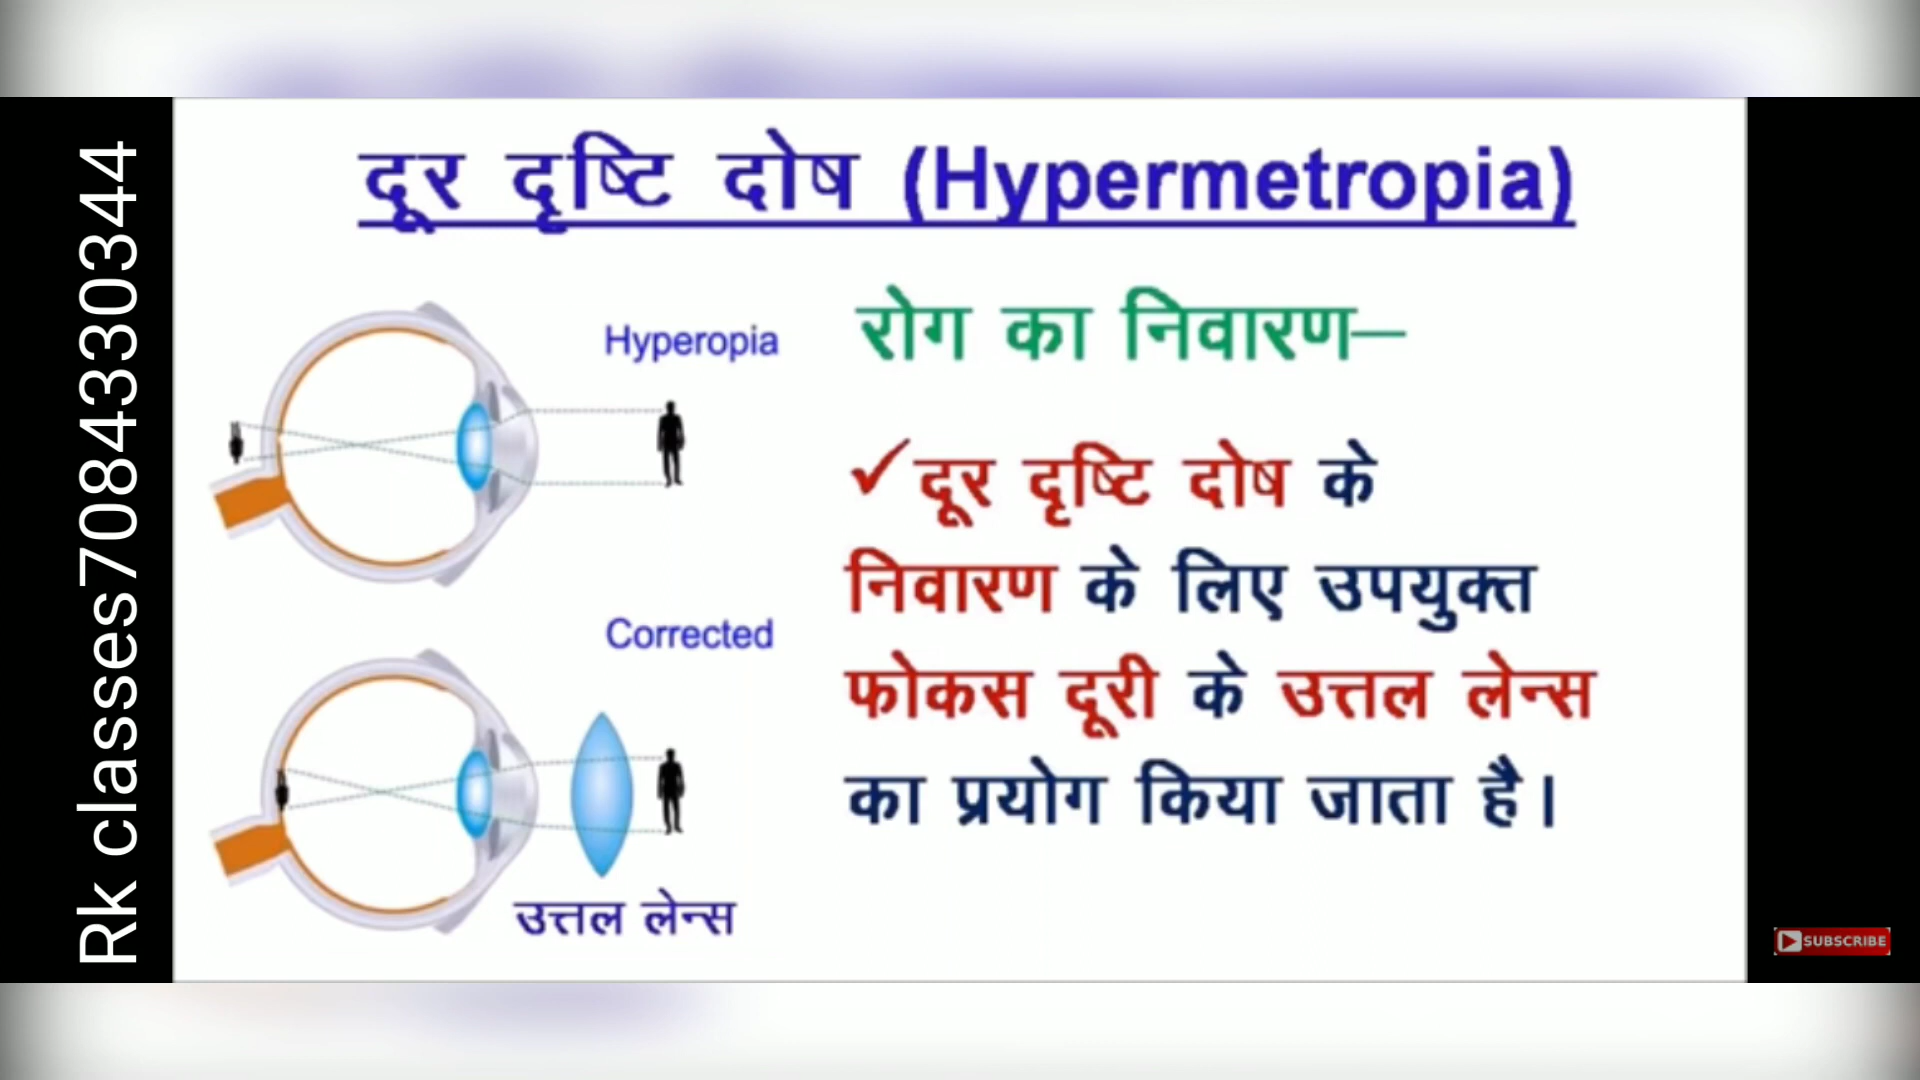 Rk classes7084330344
दूर दृष्टि दोष (Hypermetropia)
Hyperopia
रोग का निवारण—
✓दूर दृष्टि दोष के
निवारण के लिए उपयुक्त
फोकस दूरी के उत्तल लेन्स
का प्रयोग किया जाता है।
Corrected
उत्तल लेन्स
SUBSCRIBE